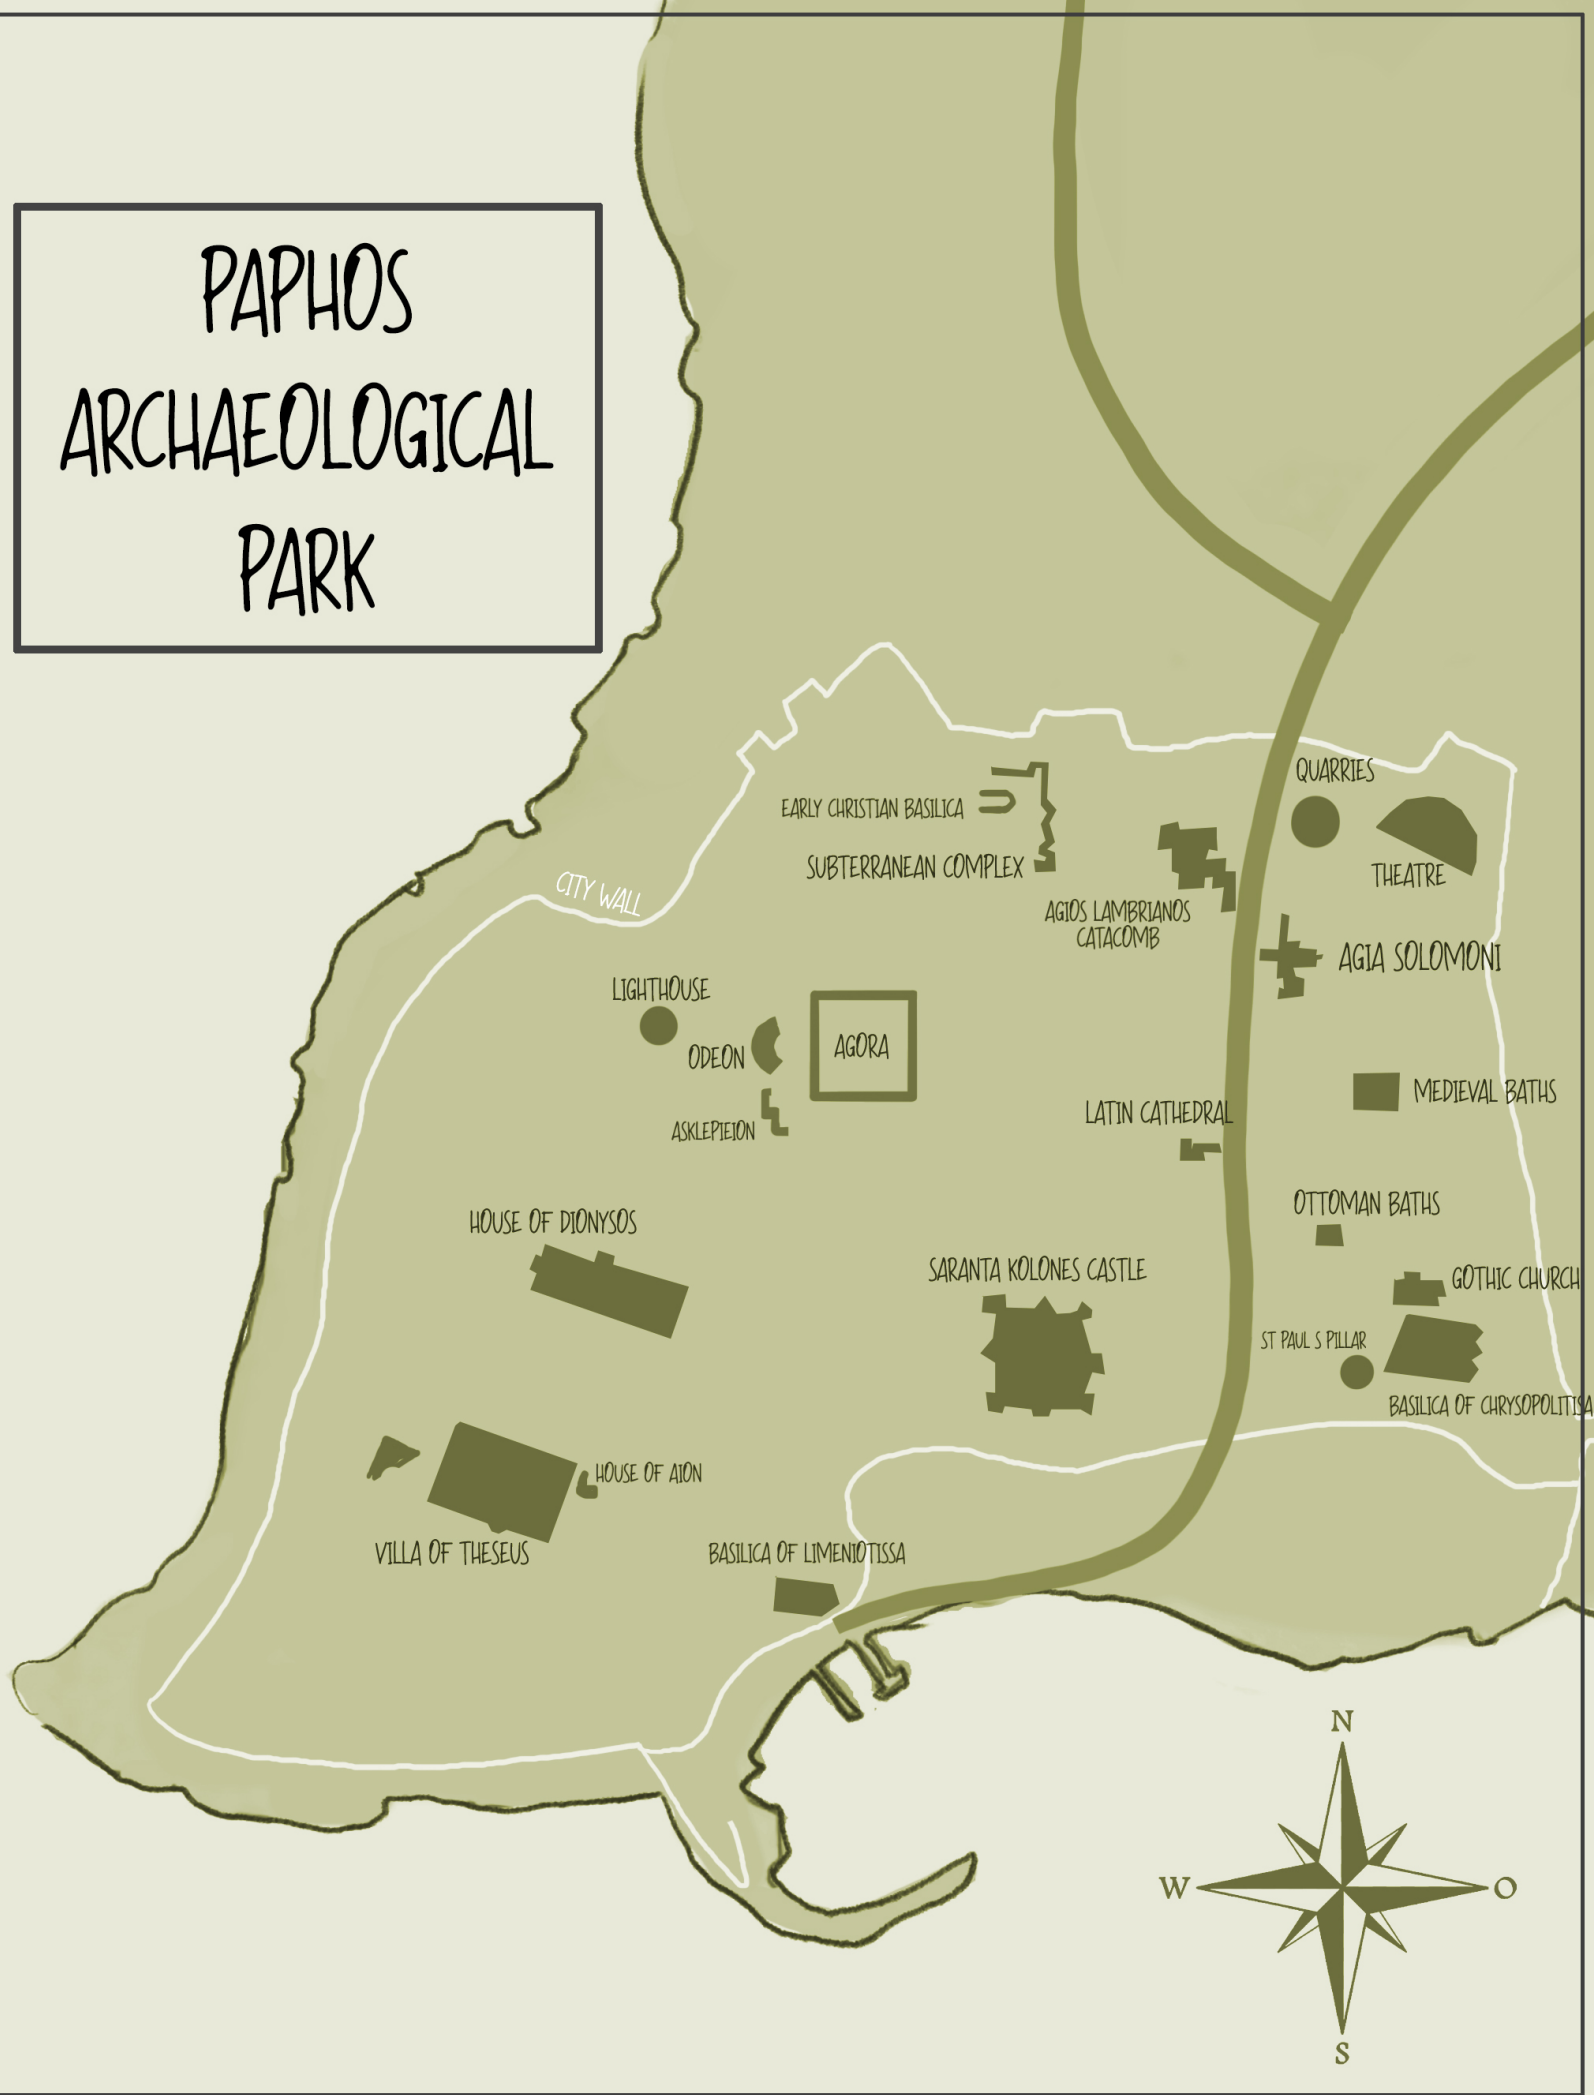 PAPHOS
ARCHAEOLOGICAL
PARK
QUARRIES
EARLY CHRISTIAN BASILICA
SUBTERRANEAN COMPLEX
THEATRE
CITY WALL
AGIOS LAMBRIANOS
CATACOMB
AGIA SOLOMONI
LIGHTHOUSE
ODEON
AGORA
MEDIEVAL BATHS
LATIN CATHEDRAL
ASKLEPIEION
OTTOMAN BATHS
HOUSE OF DIONYSOS
SARANTA KOLONES CASTLE
GOTHIC CHURCH
ST PAUL S PILLAR
BASILICA OF CHRYSOPOLITISA
HOUSE OF AION
VILLA OF THESEUS
BASILICA OF LIMENIOTISSA
N
W
O
S